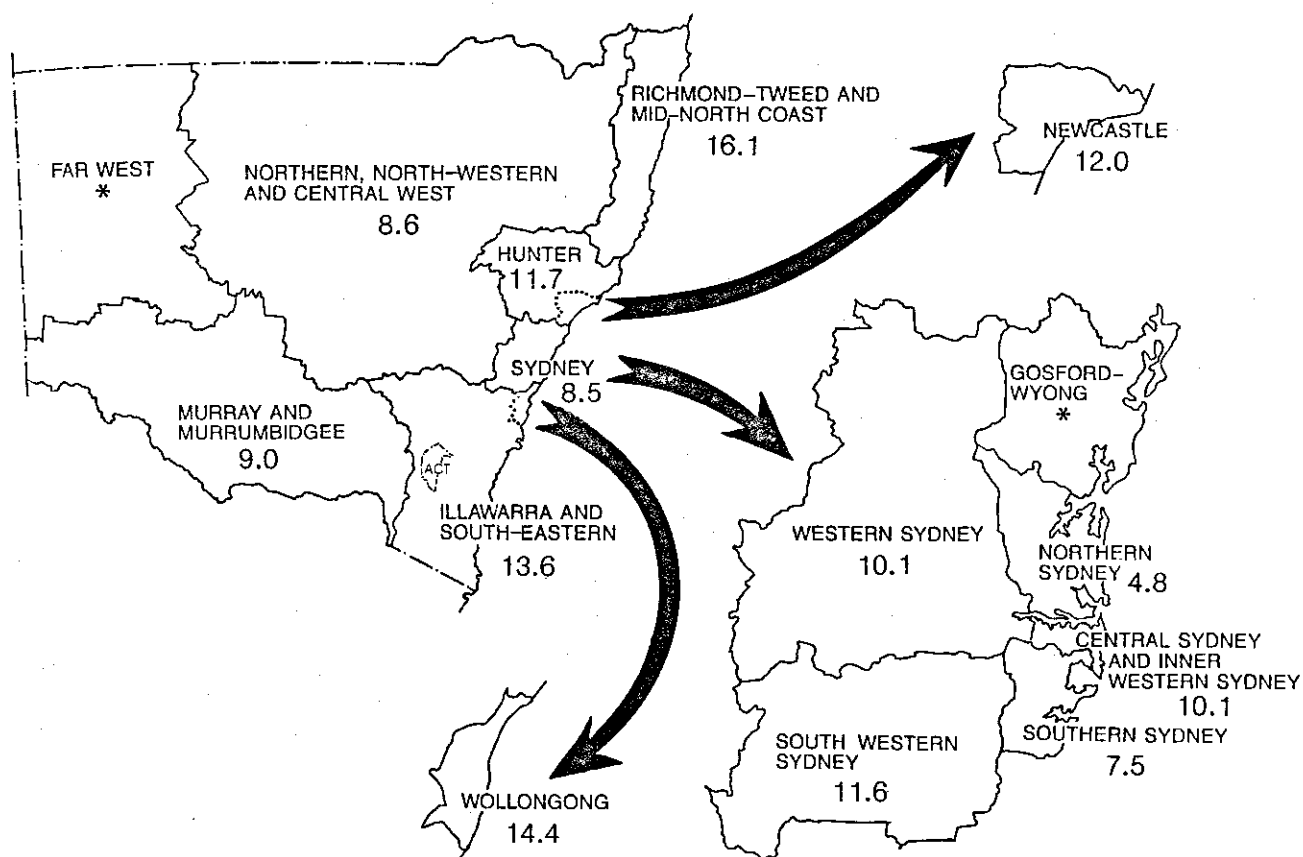 RICHMOND–TWEED AND
MID–NORTH COAST
16.1
NEWCASTLE
12.0
FAR WEST
*
NORTHERN, NORTH–WESTERN
AND CENTRAL WEST
8.6
HUNTER
11.7
SYDNEY
8.5
MURRAY AND
MURRUMBIDGEE
9.0
ACT
ILLAWARRA AND
SOUTH–EASTERN
13.6
WOLLONGONG
14.4
GOSFORD–
WYONG
*
WESTERN SYDNEY
10.1
NORTHERN
SYDNEY 4.8
CENTRAL SYDNEY
AND INNER
WESTERN SYDNEY
10.1
SOUTHERN SYDNEY
7.5
SOUTH WESTERN
SYDNEY
11.6